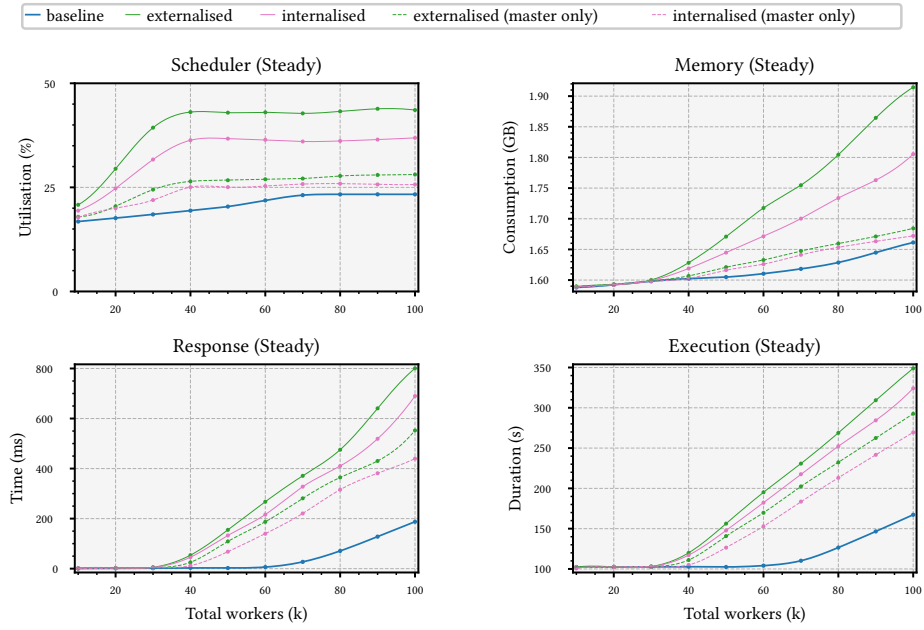 baseline externalised internalised externalised (master only) internalised (master only)
Scheduler (Steady)
50
25
0
Utilisation (%)
20 40 60 80 100
Memory (Steady)
1.90
1.85
1.80
1.75
1.70
1.65
1.60
Consumption (GB)
20 40 60 80 100
Response (Steady)
800
600
400
200
0
Time (ms)
20 40 60 80 100
Total workers (k)
Execution (Steady)
350
300
250
200
150
100
Duration (s)
20 40 60 80 100
Total workers (k)